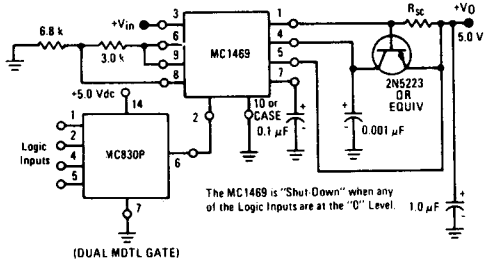 +Vin
3
MC1469
1
RSC
+VO
5.0 V
6.8 k
3.0 k
6
9
8
4
5
7
2N5223
OR
EQUIV
+5.0 Vdc
14
2
10 or
CASE
0.1 µF
+
-
0.001 µF
+
-
Logic
Inputs
1
2
4
5
MC830P
6
7
The MC1469 is "Shut-Down" when any
of the Logic Inputs are at the "0" Level.
1.0 µF
+
-
(DUAL MDTL GATE)